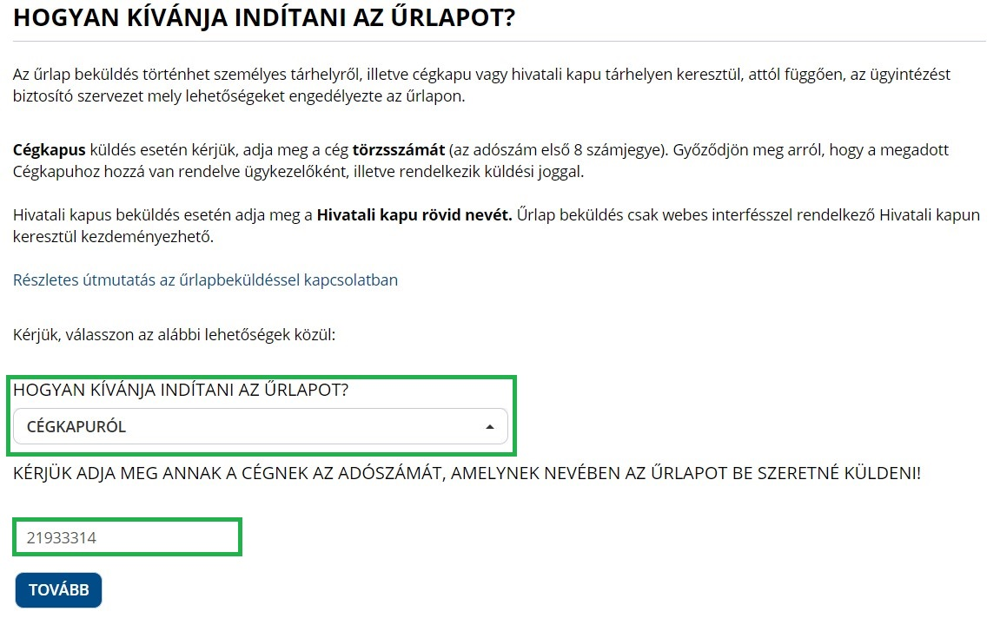 HOGYAN KÍVÁNJA INDÍTANI AZ ŰRLAPOT?
Az űrlap beküldés történhet személyes tárhelyről, illetve cégkapu vagy hivatali kapu tárhelyen keresztül, attól függően, az ügyintézést
biztosító szervezet mely lehetőségeket engedélyezte az űrlapon.
Cégkapus küldés esetén kérjük, adja meg a cég törzsszámát (az adószám első 8 számjegye). Győződjön meg arról, hogy a megadott
Cégkapuhoz hozzá van rendelve ügykezelőként, illetve rendelkezik küldési joggal.
Hivatali kapus beküldés esetén adja meg a Hivatali kapu rövid nevét. Űrlap beküldés csak webes interfésszel rendelkező Hivatali kapun
keresztül kezdeményezhető.
Részletes útmutatás az űrlapbeküldéssel kapcsolatban
Kérjük, válasszon az alábbi lehetőségek közül:
HOGYAN KÍVÁNJA INDÍTANI AZ ŰRLAPOT?
CÉGKAPURÓL
KÉRJÜK ADJA MEG ANNAK A CÉGNEK AZ ADÓSZÁMÁT, AMELYNEK NEVÉBEN AZ ŰRLAPOT BE SZERETNÉ KÜLDENI!
21933314
TOVÁBB